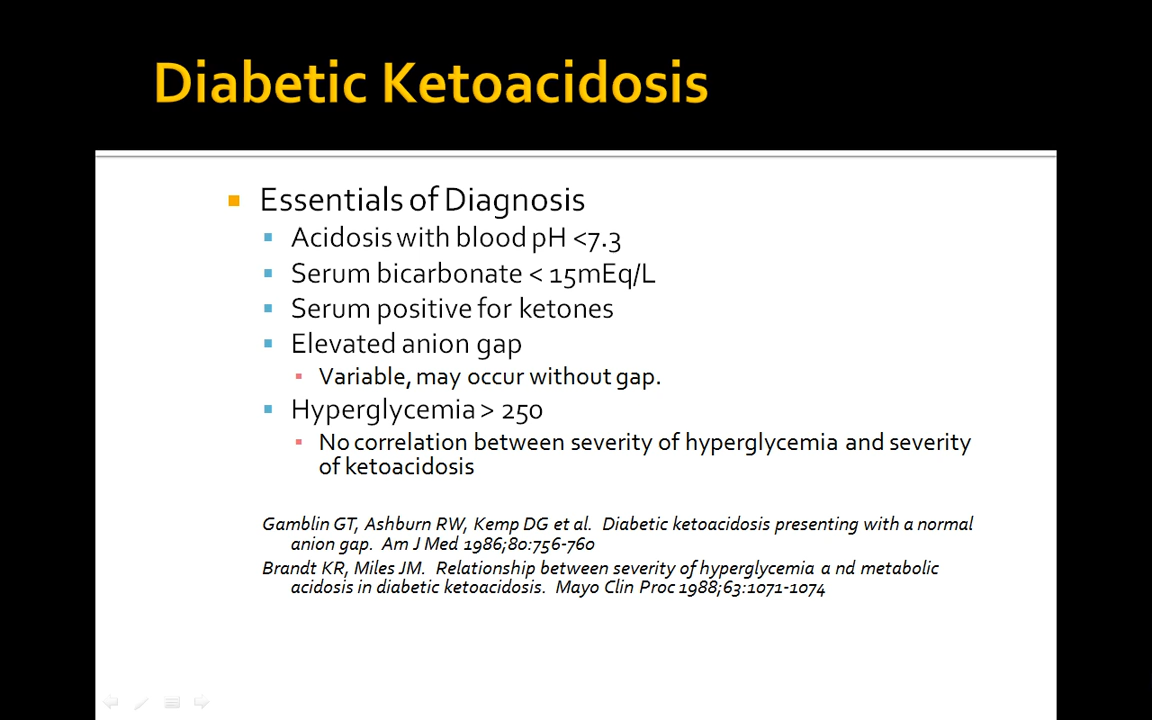 Diabetic Ketoacidosis
Essentials of Diagnosis
Acidosis with blood pH <7.3
Serum bicarbonate < 15mEq/L
Serum positive for ketones
Elevated anion gap
Variable, may occur without gap.
Hyperglycemia > 250
No correlation between severity of hyperglycemia and severity
of ketoacidosis
Gamblin GT, Ashburn RW, Kemp DG et al.  Diabetic ketoacidosis presenting with a normal
anion gap.  Am J Med 1986;80:756-760
Brandt KR, Miles JM.  Relationship between severity of hyperglycemia a nd metabolic
acidosis in diabetic ketoacidosis.  Mayo Clin Proc 1988;63:1071-1074